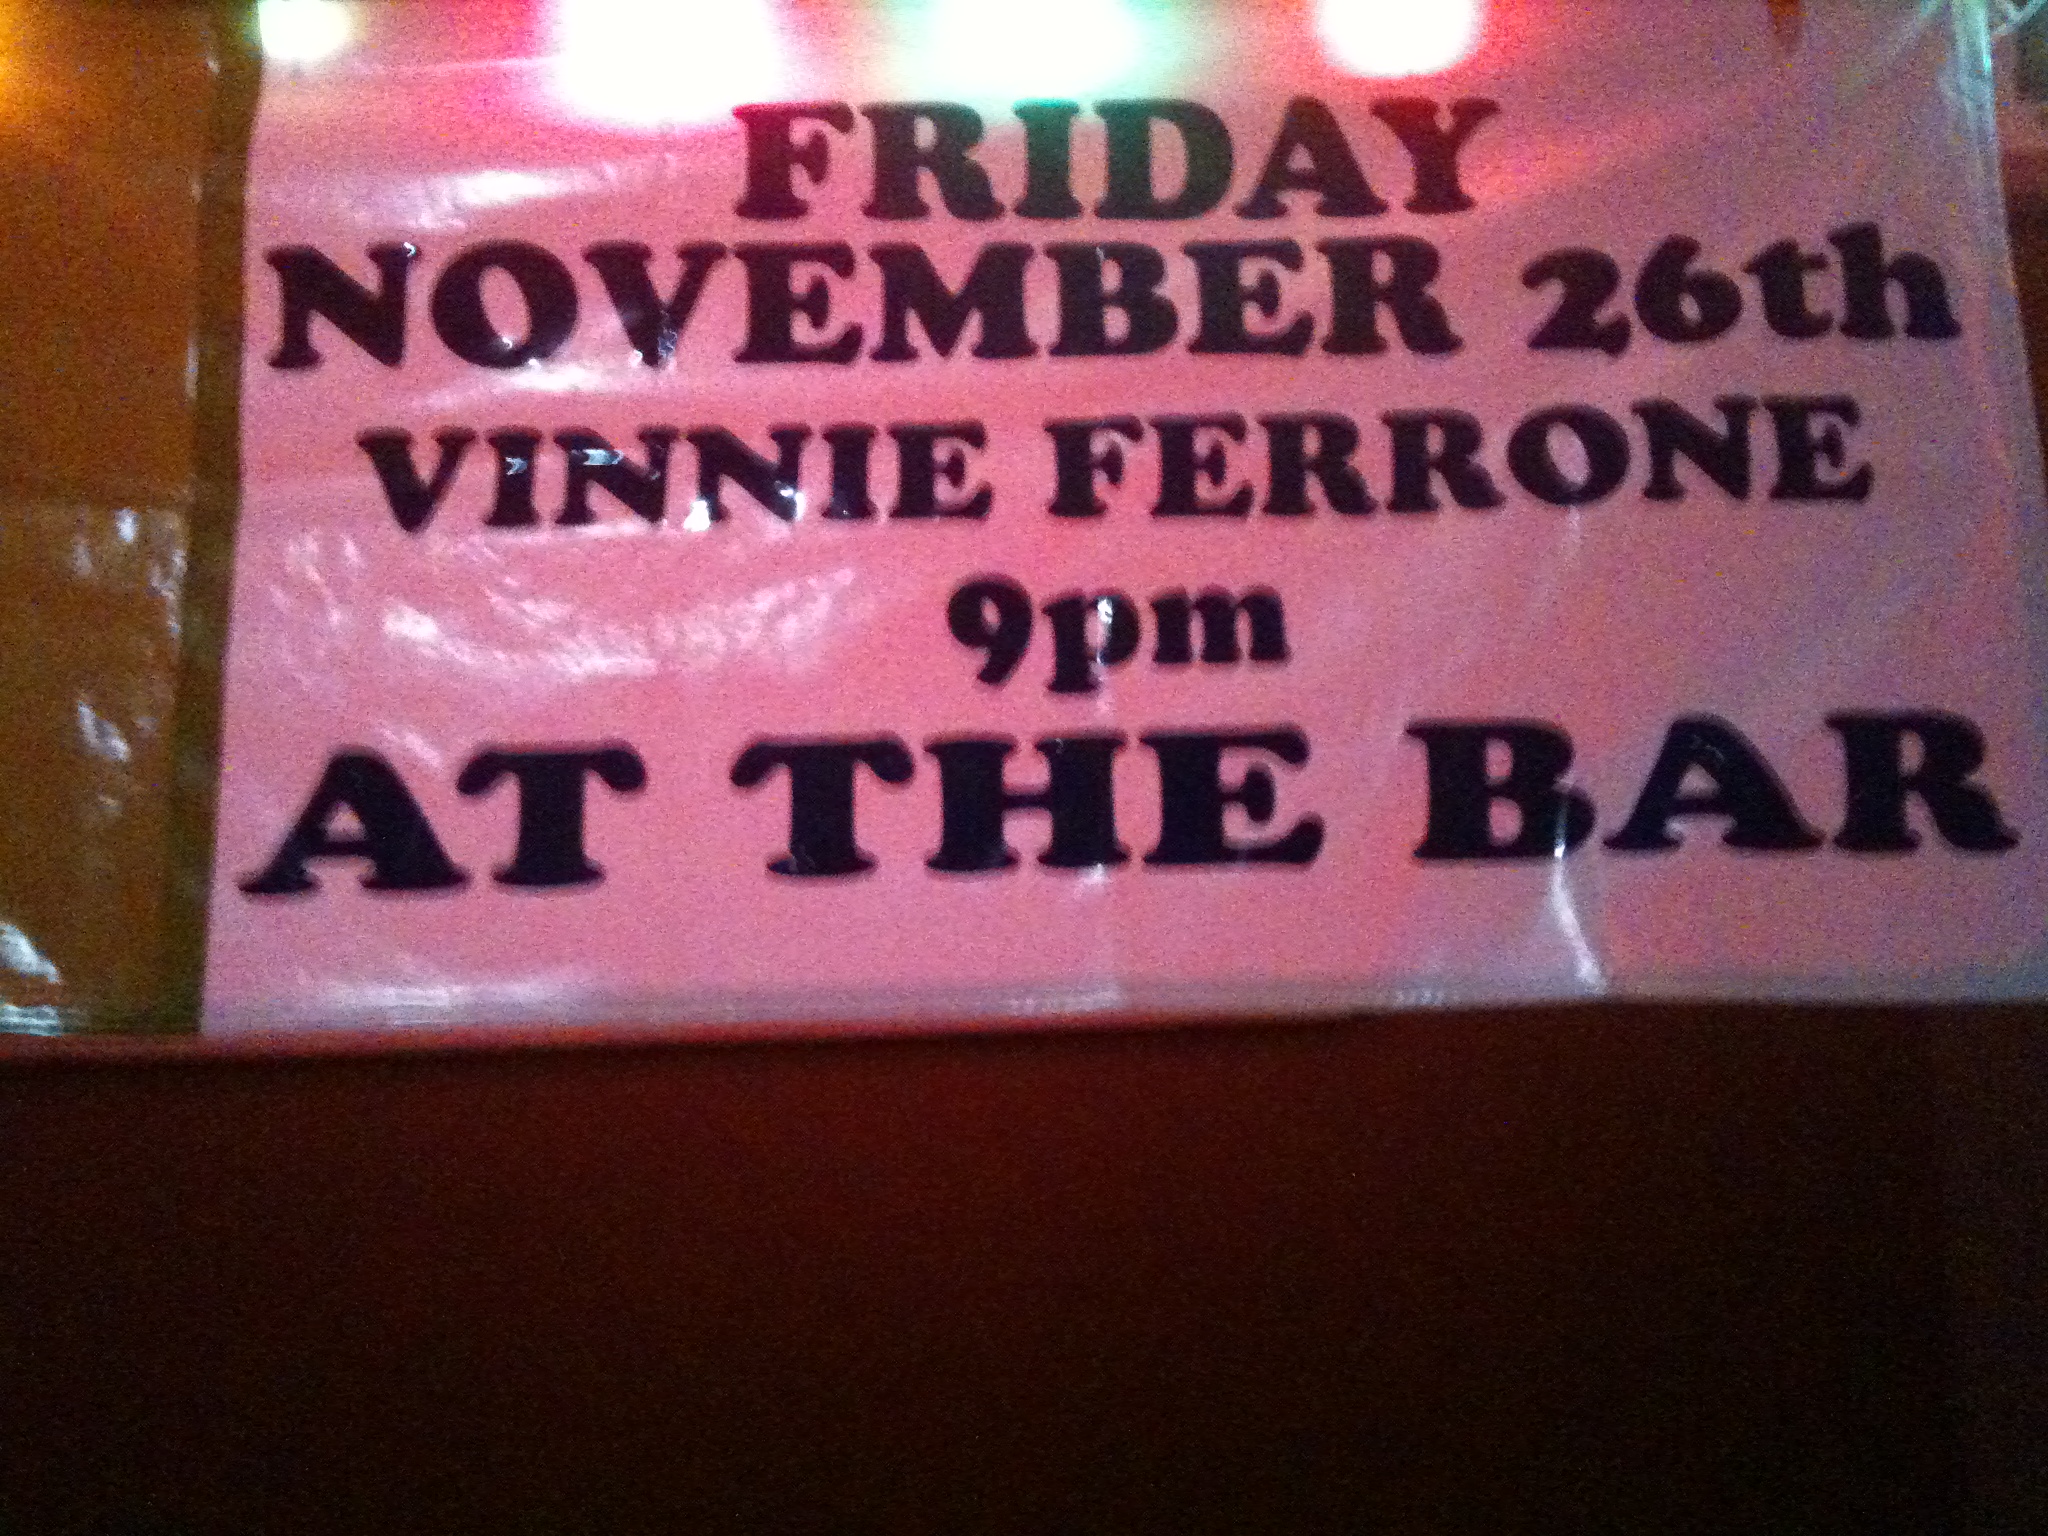 FRIDAY
NOVEMBER 26th
VINNIE FERRONE
9pm
AT THE BAR